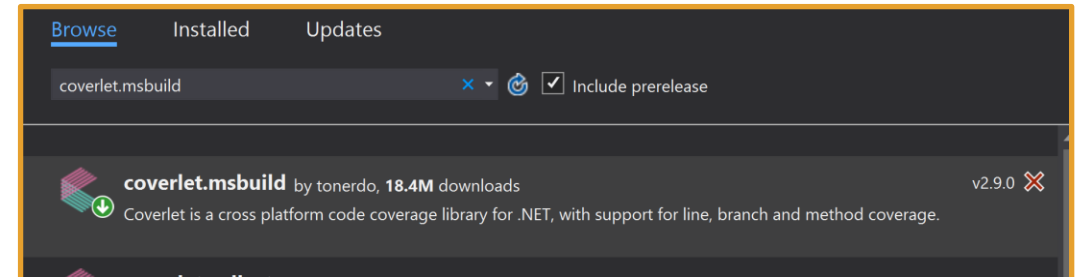 Browse Installed Updates
coverlet.msbuild Include prerelease
coverlet.msbuild by tonerdo, 18.4M downloads v2.9.0
Coverlet is a cross platform code coverage library for .NET, with support for line, branch and method coverage.